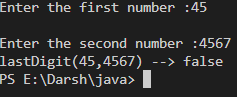 Enter the first number :45
Enter the second number :4567
lastDigit(45,4567) --> false
PS E:\Darsh\java>